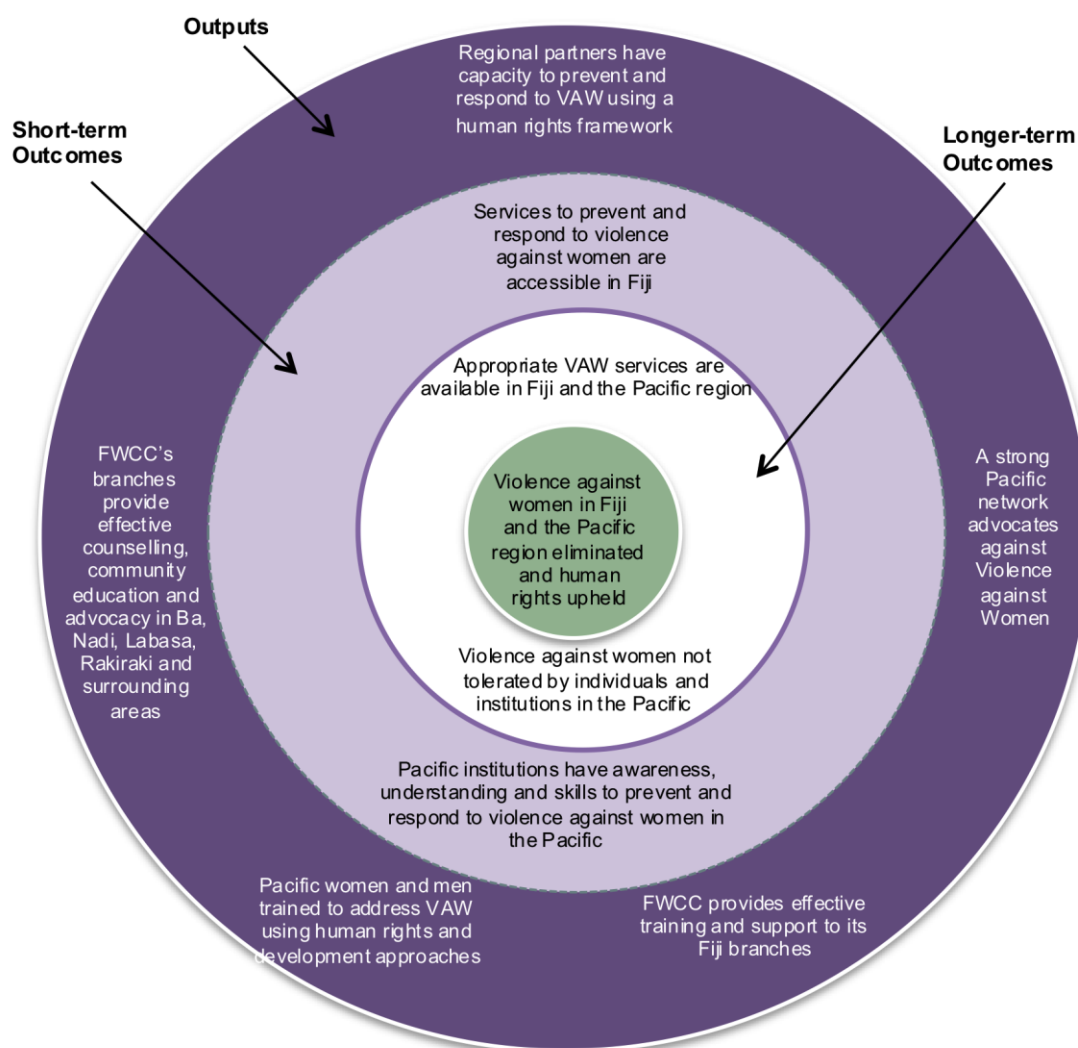 Outputs
Regional partners have
capacity to prevent and
respond to VAW using a
human rights framework
Short-term
Outcomes
Longer-term
Outcomes
Services to prevent and
respond to violence
against women are
accessible in Fiji
Appropriate VAW services are
available in Fiji and the Pacific region
FWCC's
branches
provide
effective
counselling,
community
education and
advocacy in Ba,
Nadi, Labasa,
Rakiraki and
surrounding
areas
Violence against
women in Fiji
and the Pacific
region eliminated
and human
rights upheld
A strong
Pacific
network
advocates
against
Violence
against
Women
Violence against women not
tolerated by individuals and
institutions in the Pacific
Pacific institutions have awareness,
understanding and skills to prevent and
respond to violence against women in
the Pacific
Pacific women and men
trained to address VAW
using human rights and
development approaches
FWCC provides effective
training and support to its
Fiji branches